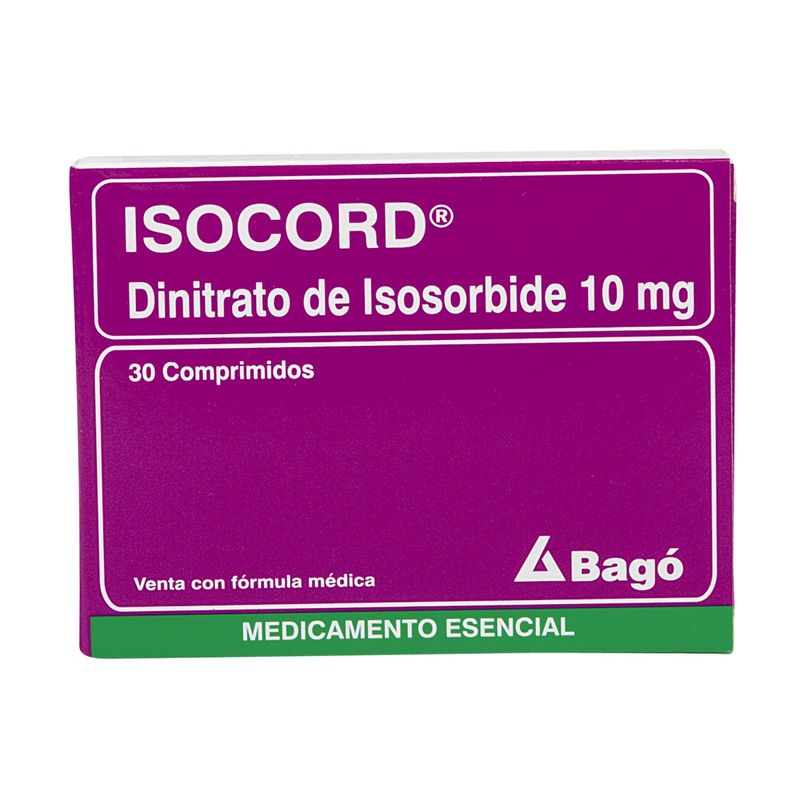 ISOCORD®
Dinitrato de Isosorbide 10 mg
30 Comprimidos
Bagó
Venta con fórmula médica
MEDICAMENTO ESENCIAL